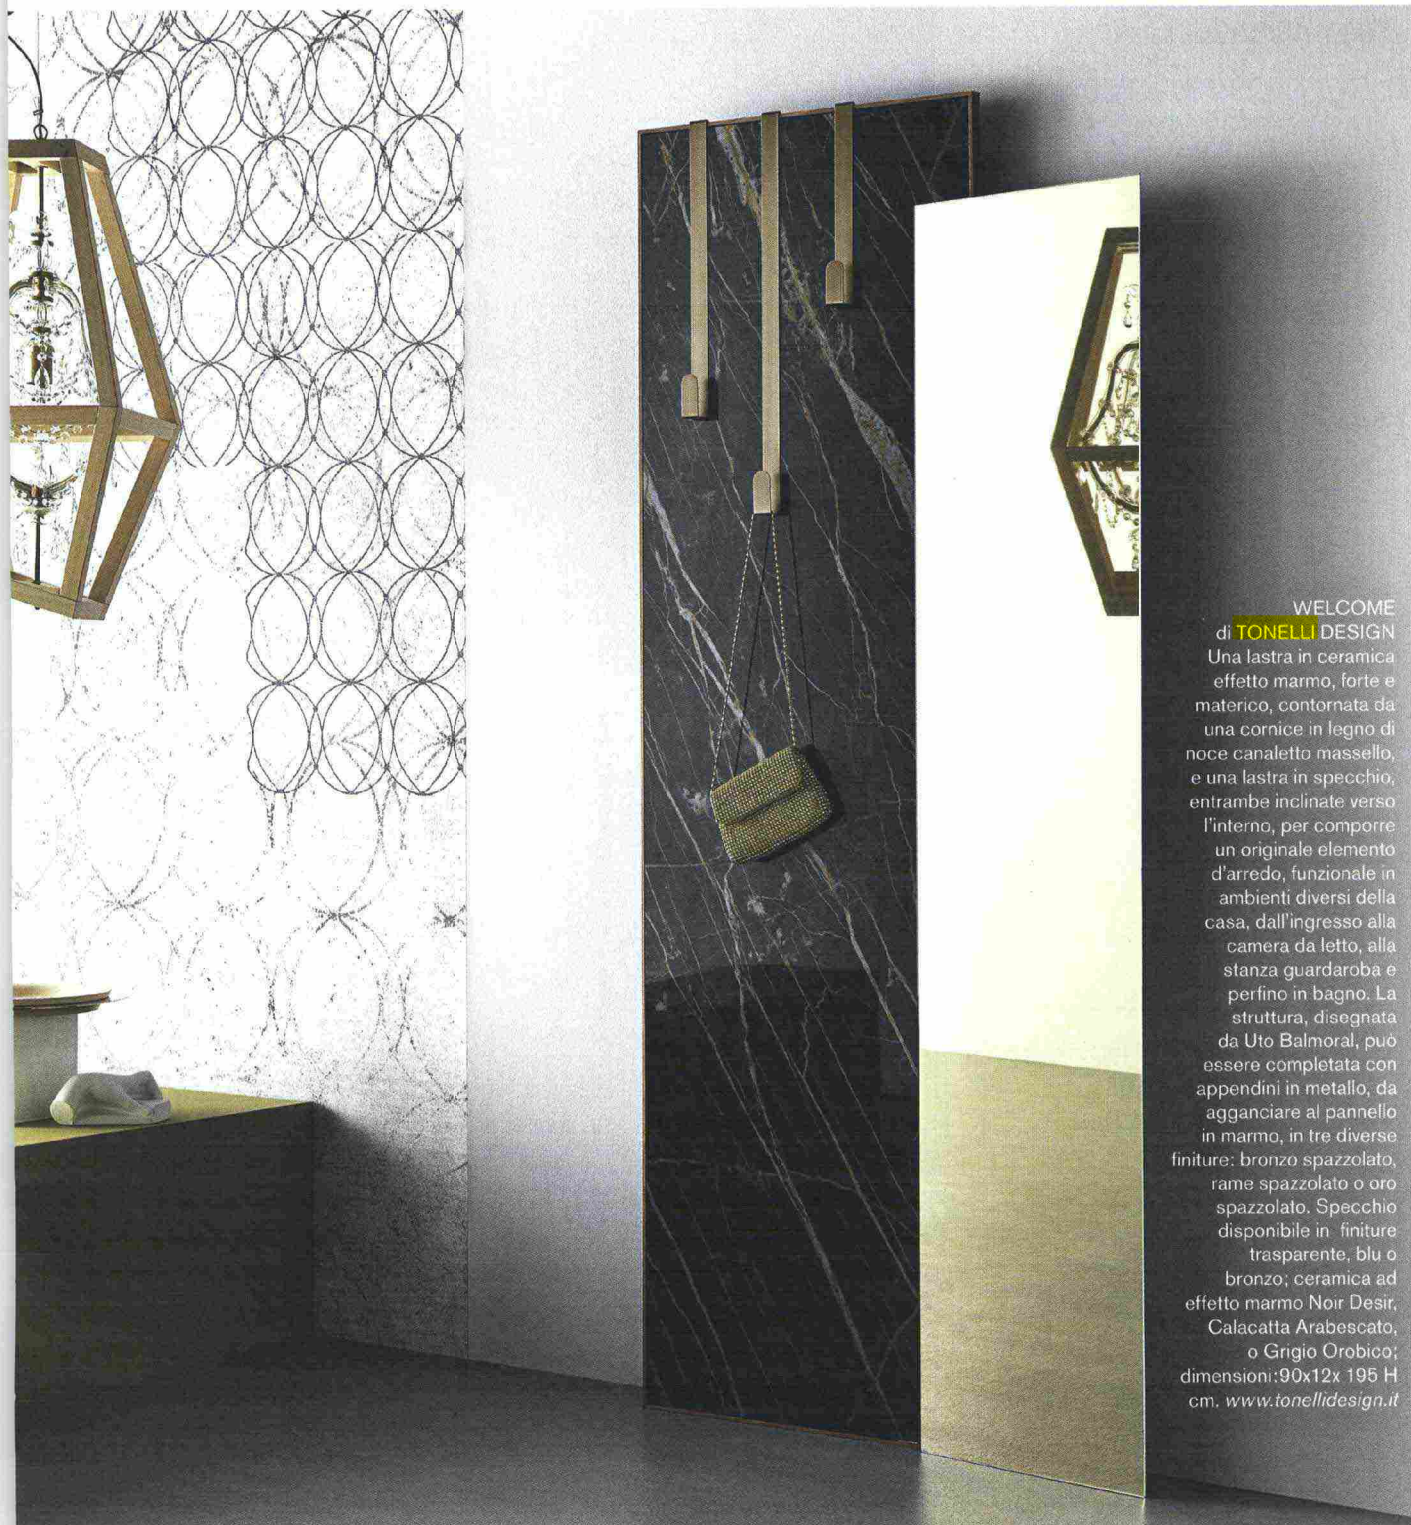 WELCOME
di TONELLI DESIGN
Una lastra in ceramica
effetto marmo, forte e
materico, contornata da
una cornice in legno di
noce canaletto massello,
e una lastra in specchio,
entrambe inclinate verso
l'interno, per comporre
un originale elemento
d'arredo, funzionale in
ambienti diversi della
casa, dall'ingresso alla
camera da letto, alla
stanza guardaroba e
perfino in bagno. La
struttura, disegnata
da Uto Balmoral, può
essere completata con
appendini in metallo, da
agganciare al pannello
in marmo, in tre diverse
finiture: bronzo spazzolato,
rame spazzolato o oro
spazzolato. Specchio
disponibile in finiture
trasparente, blu o
bronzo; ceramica ad
effetto marmo Noir Desir,
Calacatta Arabescato,
o Grigio Orobico;
dimensioni:90x12x 195 H
cm. www.tonellidesign.it